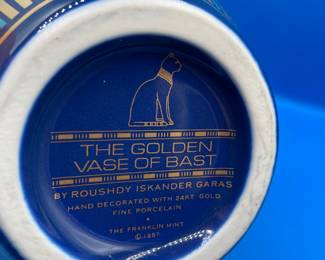 THE GOLDEN
VASE OF BAST
BY ROUSHDY ISKANDER GARAS
HAND DECORATED WITH 24KT. GOLD
FINE PORCELAIN
THE FRANKLIN MINT
©1987